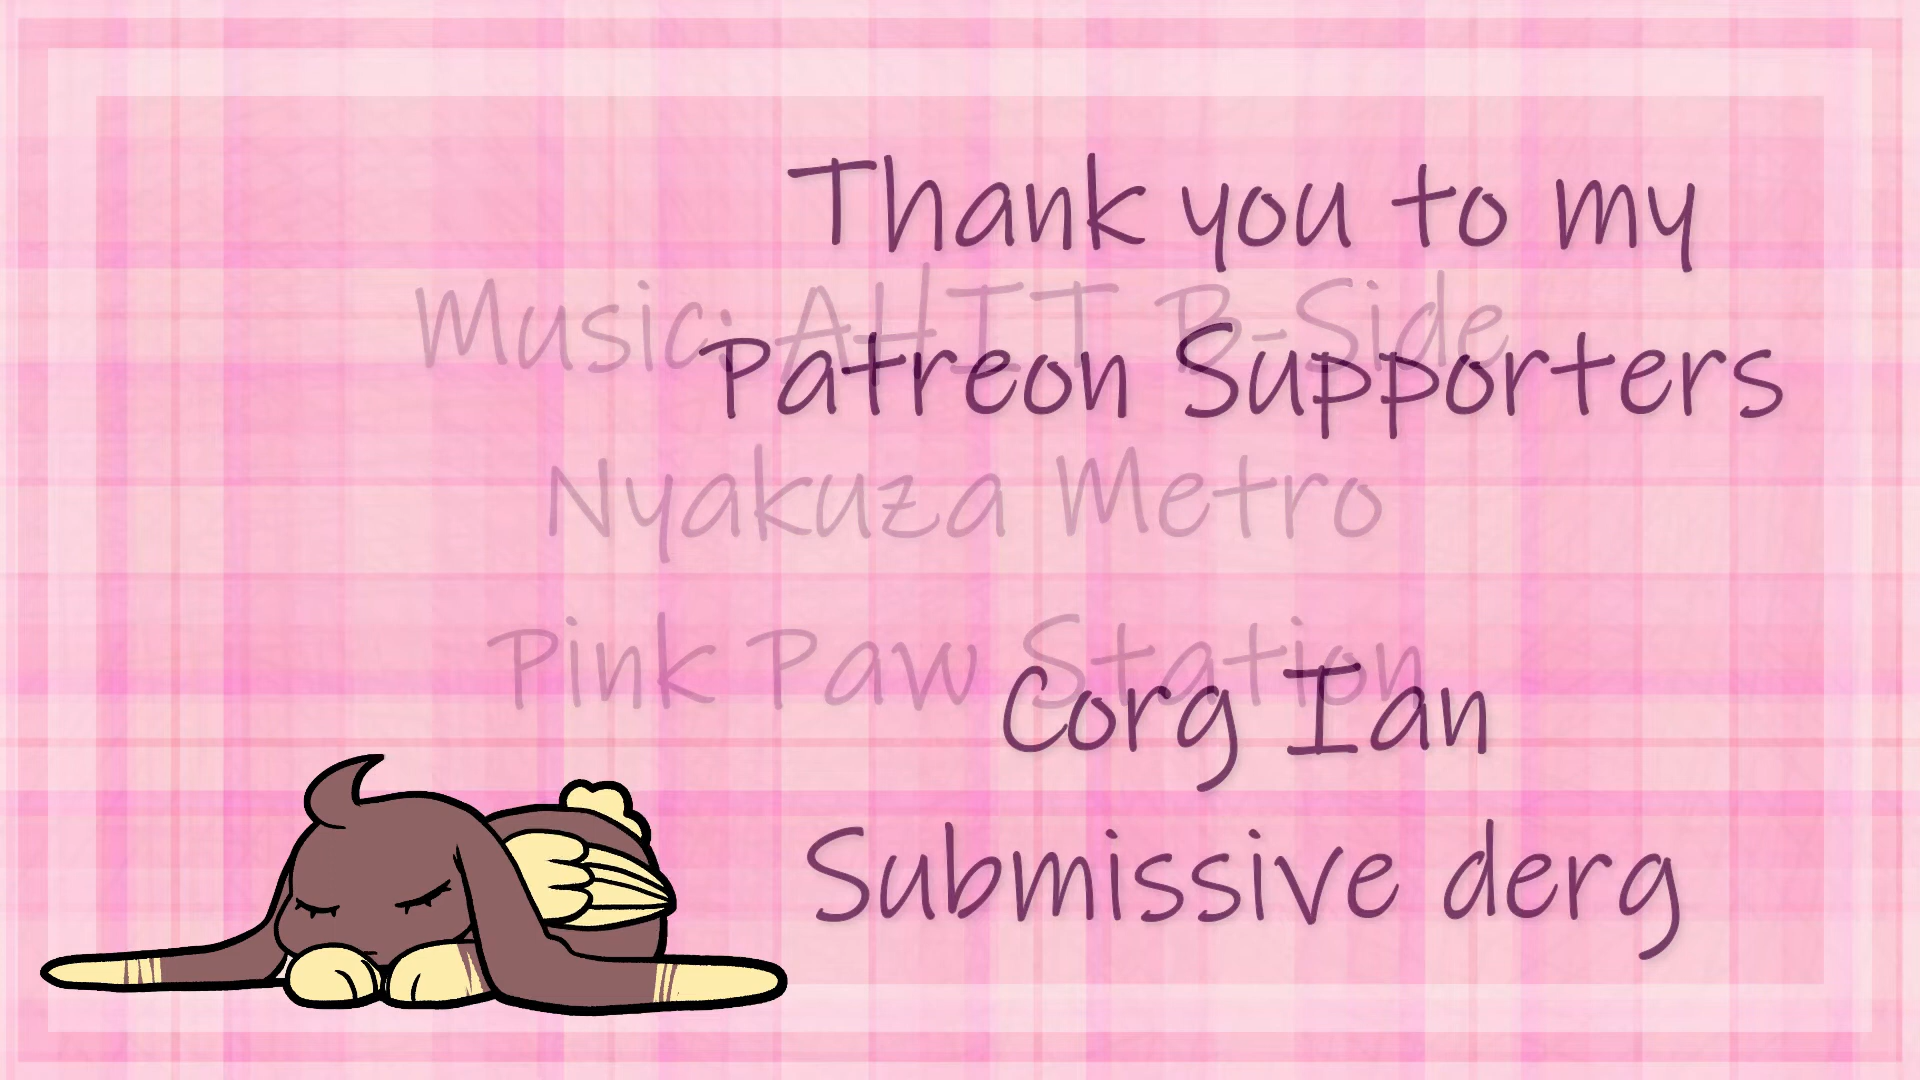 Thank you to my
Music: AHIT B-Side
Patreon Supporters
Nyakuza Metro
Pink Paw Station
Corg Ian
Submissive derg